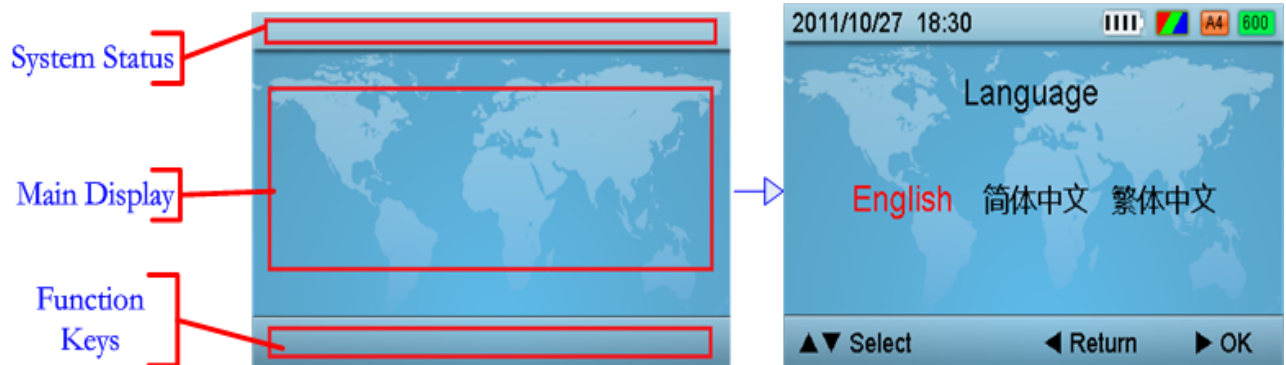 System Status
Main Display
Function
Keys
2011/10/27 18:30 A4 600
Language
English 简体中文 繁体中文
▲▼ Select ◀ Return ▶ OK